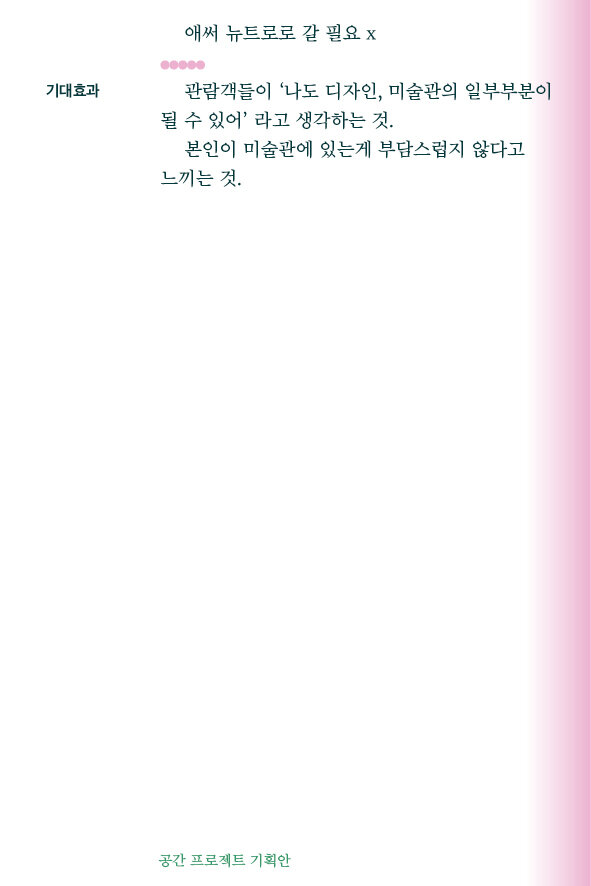 애써 뉴트로로 갈 필요 x
기대효과
관람객들이 ‘나도 디자인, 미술관의 일부부분이
될 수 있어’ 라고 생각하는 것.
본인이 미술관에 있는게 부담스럽지 않다고
느끼는 것.
공간 프로젝트 기획안